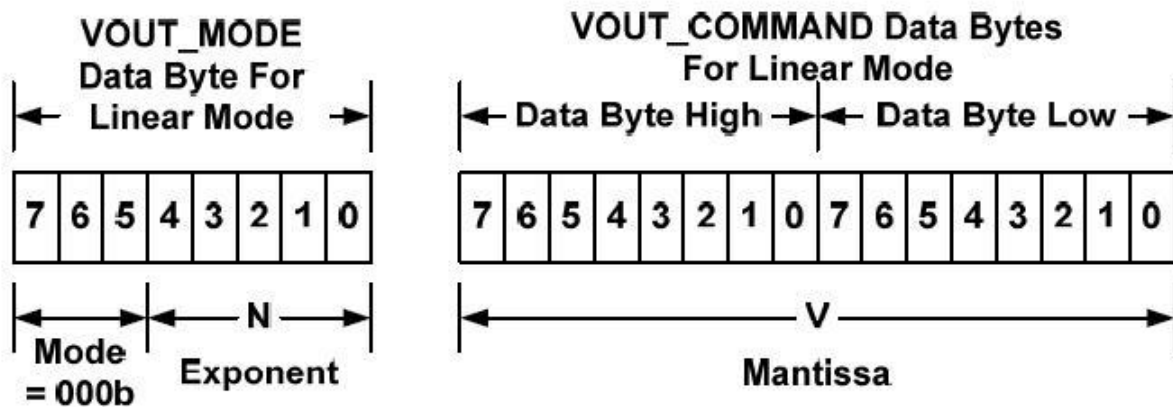 VOUT_MODE
Data Byte For
Linear Mode
7 6 5 4 3 2 1 0
N
Mode
= 000b
Exponent
VOUT_COMMAND Data Bytes
For Linear Mode
Data Byte High
Data Byte Low
7 6 5 4 3 2 1 0 7 6 5 4 3 2 1 0
V
Mantissa